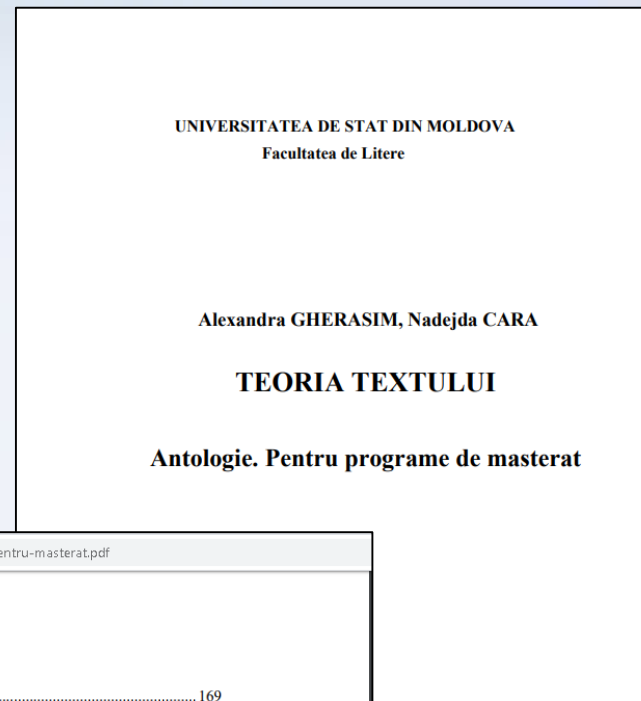 UNIVERSITATEA DE STAT DIN MOLDOVA
Facultatea de Litere
Alexandra GHERASIM, Nadejda CARA
TEORIA TEXTULUI
Antologie. Pentru programe de masterat
entru-masterat.pdf
........................................................169